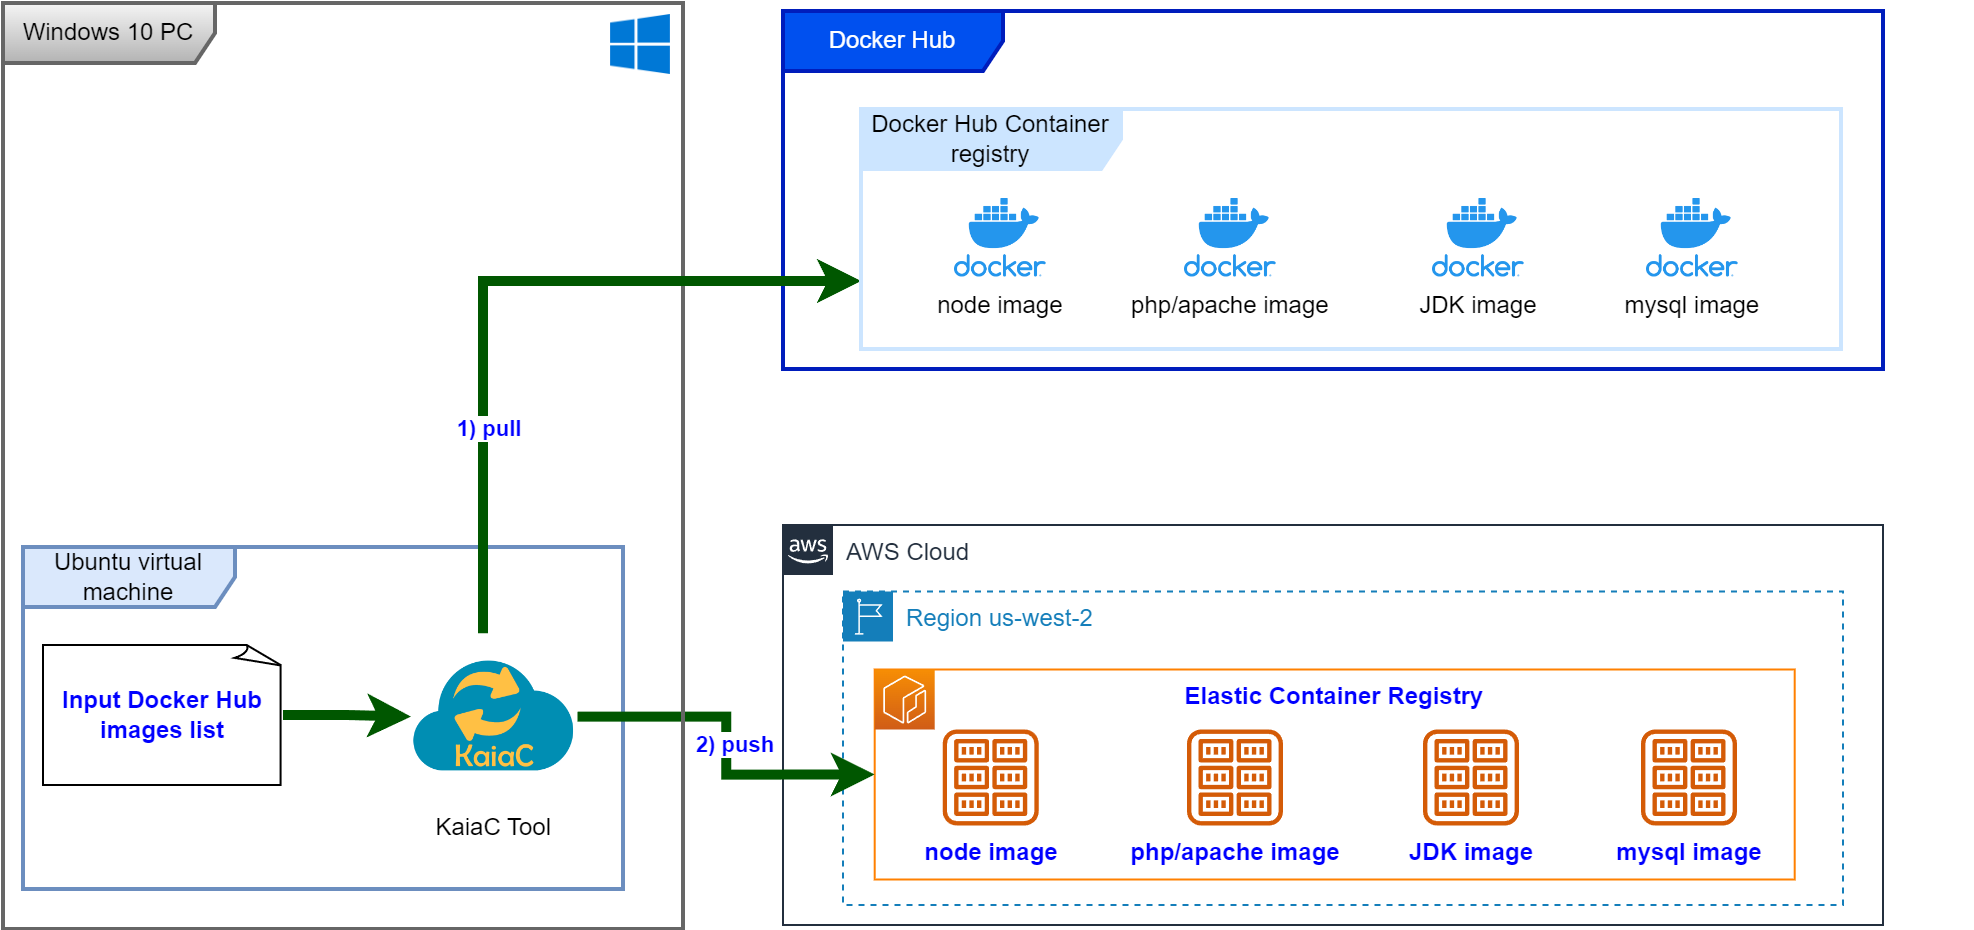 Windows 10 PC
Docker Hub
Docker Hub Container
registry
docker
docker
docker
docker
node image
php/apache image
JDK image
mysql image
1) pull
Ubuntu virtual
machine
Input Docker Hub
images list
KaiaC
KaiaC Tool
2) push
aws
AWS Cloud
Region us-west-2
Elastic Container Registry
node image
php/apache image
JDK image
mysql image